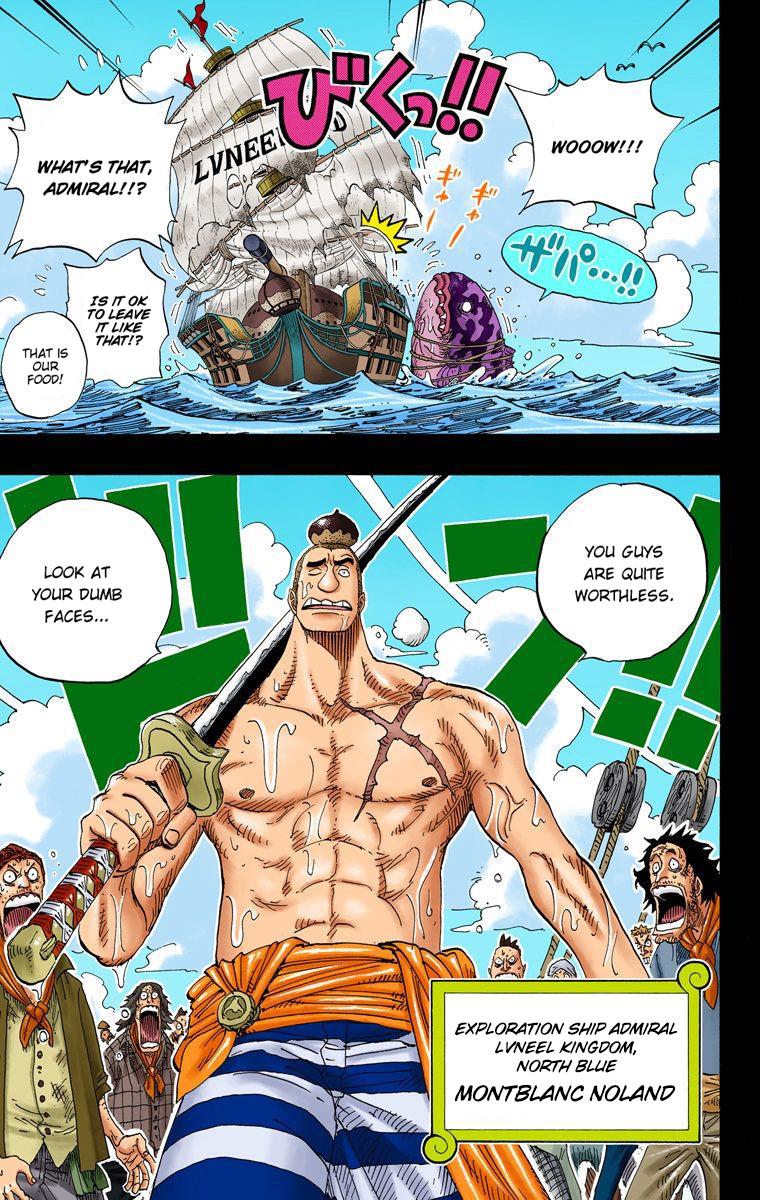 びくっ!!
WOOOW!!!
WHAT'S THAT,
ADMIRAL!!?
LVNEE
ギャー
ギャー
ザパ…!!
IS IT OK
TO LEAVE
IT LIKE
THAT!?
THAT IS
OUR
FOOD!
YOU GUYS
ARE QUITE
WORTHLESS.
LOOK AT
YOUR DUMB
FACES...
EXPLORATION SHIP ADMIRAL
LVNEEL KINGDOM,
NORTH BLUE
MONTBLANC NOLAND